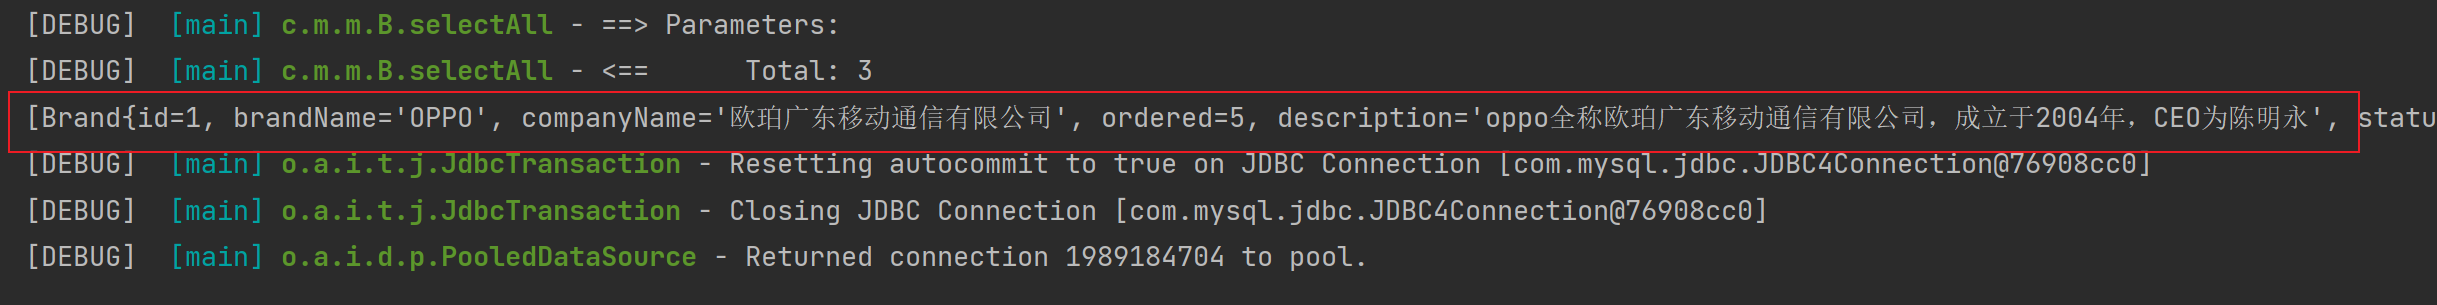 [DEBUG]  [main] c.m.m.B.selectAll - ==> Parameters:
[DEBUG]  [main] c.m.m.B.selectAll - <==      Total: 3
[Brand{id=1, brandName='OPPO', companyName='欧珀广东移动通信有限公司', ordered=5, description='oppo全称欧珀广东移动通信有限公司，成立于2004年，CEO为陈明永', statu
[DEBUG]  [main] o.a.i.t.j.JdbcTransaction - Resetting autocommit to true on JDBC Connection [com.mysql.jdbc.JDBC4Connection@76908cc0]
[DEBUG]  [main] o.a.i.t.j.JdbcTransaction - Closing JDBC Connection [com.mysql.jdbc.JDBC4Connection@76908cc0]
[DEBUG]  [main] o.a.i.d.p.PooledDataSource - Returned connection 1989184704 to pool.